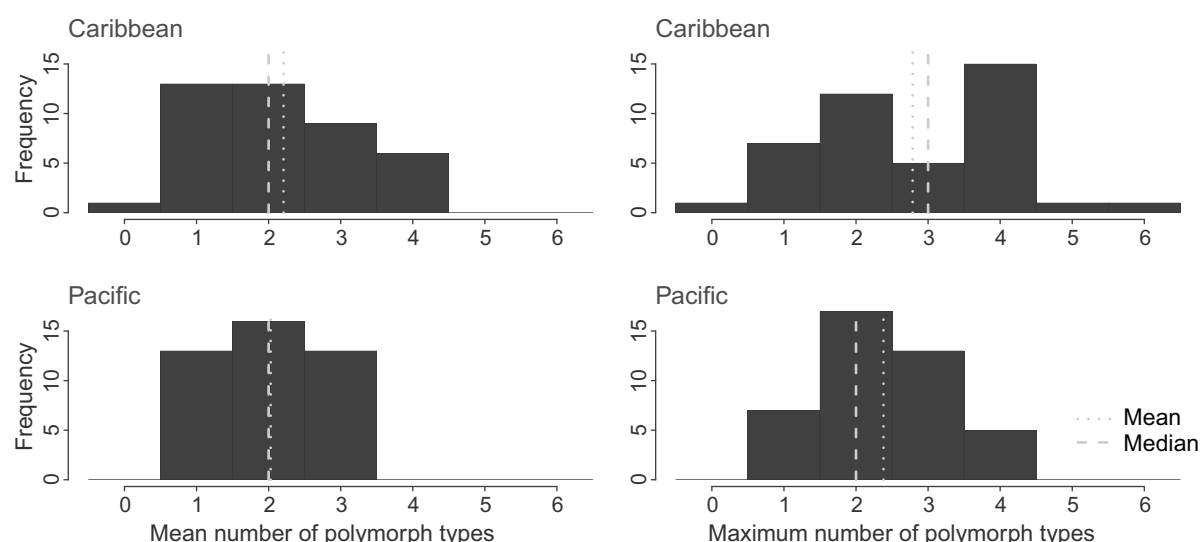 Caribbean
Frequency
0 5 10 15
0 1 2 3 4 5 6
Caribbean
0 5 10 15
0 1 2 3 4 5 6
Pacific
Frequency
0 5 10 15
0 1 2 3 4 5 6
Mean number of polymorph types
Pacific
0 5 10 15
0 1 2 3 4 5 6
Maximum number of polymorph types
Mean
Median